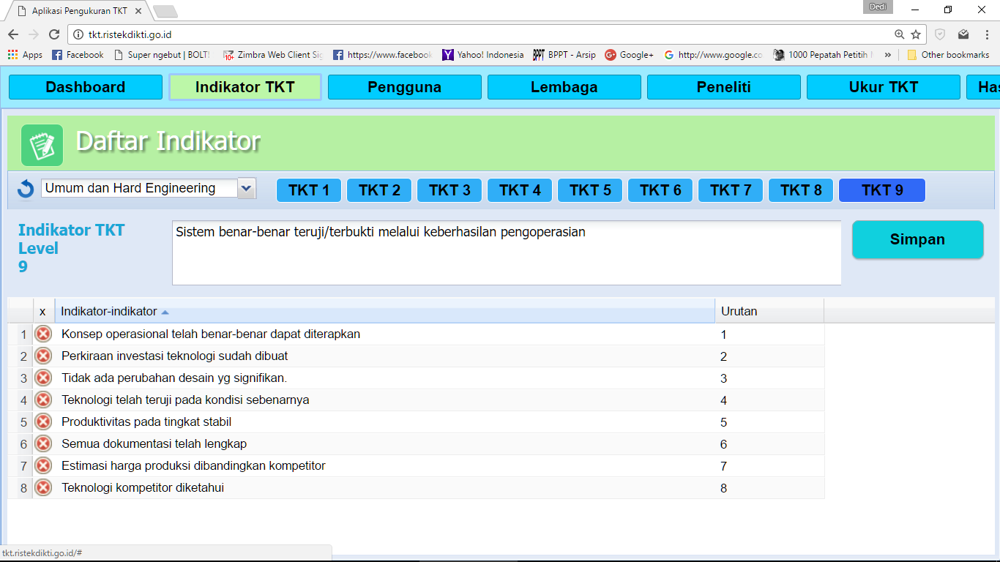 Aplikasi Pengukuran TKT
Dedi
tkt.ristekdikti.go.id
Apps Facebook Super ngebut | BOLT! Zimbra Web Client Sig https://www.facebook Yahoo! Indonesia BPPT - Arsip Google+ http://www.google.co 1000 Pepatah Petitih » Other bookmarks
Dashboard Indikator TKT Pengguna Lembaga Peneliti Ukur TKT Has
Daftar Indikator
Umum dan Hard Engineering TKT 1 TKT 2 TKT 3 TKT 4 TKT 5 TKT 6 TKT 7 TKT 8 TKT 9
Indikator TKT
Level
9
Sistem benar-benar teruji/terbukti melalui keberhasilan pengoperasian
Simpan
x Indikator-indikator Urutan
1 Konsep operasional telah benar-benar dapat diterapkan 1
2 Perkiraan investasi teknologi sudah dibuat 2
3 Tidak ada perubahan desain yg signifikan. 3
4 Teknologi telah teruji pada kondisi sebenarnya 4
5 Produktivitas pada tingkat stabil 5
6 Semua dokumentasi telah lengkap 6
7 Estimasi harga produksi dibandingkan kompetitor 7
8 Teknologi kompetitor diketahui 8
tkt.ristekdikti.go.id/#